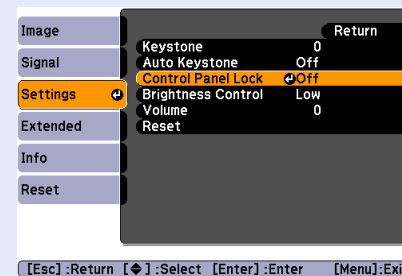 Image
Signal
Settings
Extended
Info
Reset
Return
Keystone 0
Auto Keystone Off
Control Panel Lock Off
Brightness Control Low
Volume 0
Reset
[Esc] :Return [◆] :Select [Enter] :Enter [Menu]:Exi